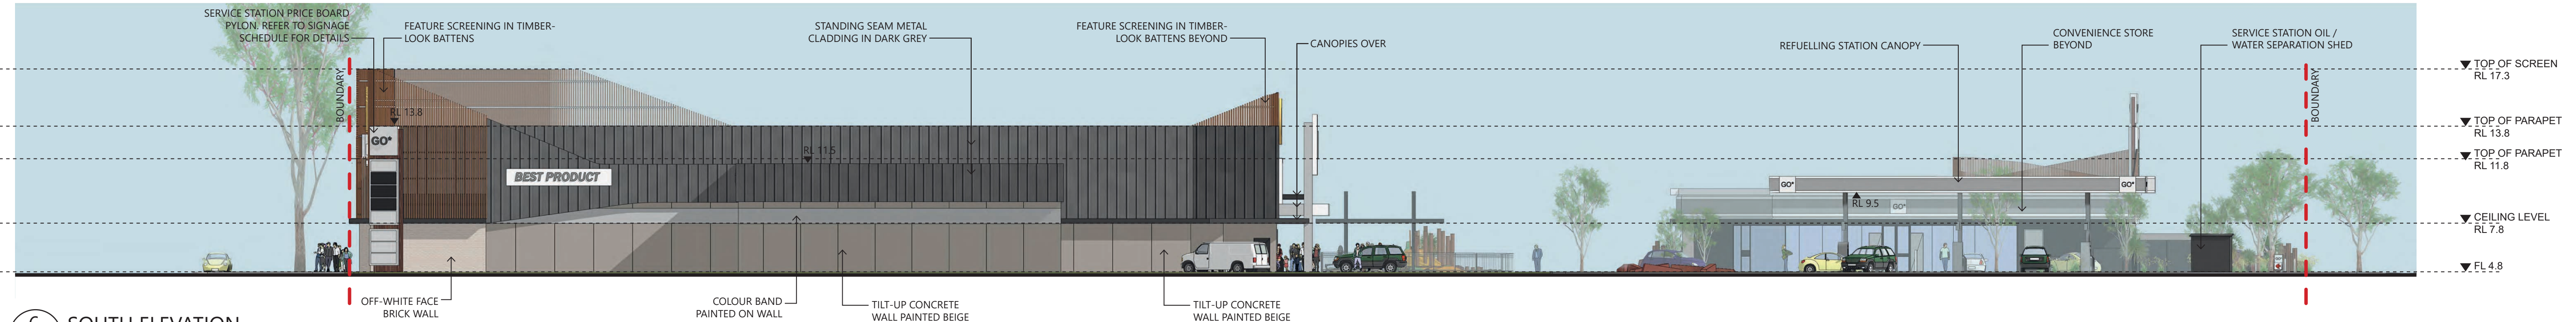 SERVICE STATION PRICE BOARD
PYLON. REFER TO SIGNAGE
SCHEDULE FOR DETAILS
FEATURE SCREENING IN TIMBER-
LOOK BATTENS
STANDING SEAM METAL
CLADDING IN DARK GREY
FEATURE SCREENING IN TIMBER-
LOOK BATTENS BEYOND
CANOPIES OVER
REFUELLING STATION CANOPY
CONVENIENCE STORE
BEYOND
SERVICE STATION OIL /
WATER SEPARATION SHED
TOP OF SCREEN
RL 17.3
BOUNDARY
BOUNDARY
RL 13.8
TOP OF PARAPET
RL 13.8
GO*
RL 11.5
TOP OF PARAPET
RL 11.8
BEST PRODUCT
GO*
GO*
RL 9.5
GO*
CEILING LEVEL
RL 7.8
FL 4.8
OFF-WHITE FACE
BRICK WALL
COLOUR BAND
PAINTED ON WALL
TILT-UP CONCRETE
WALL PAINTED BEIGE
TILT-UP CONCRETE
WALL PAINTED BEIGE
6
SOUTH ELEVATION